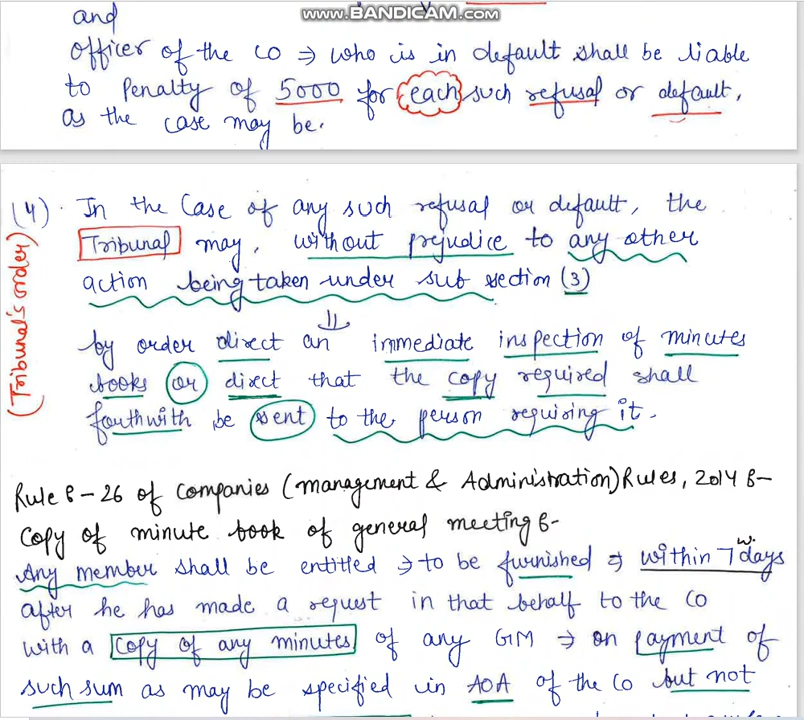 www.BANDICAM.com
and
officer of the co ⇒ who is in default shall be liable
to Penalty of 5000 for each such refusal or default,
as the case may be.
(4). In the case of any such refusal or default, the
Tribunal may, without prejudice to any other
action being taken under sub section (3)
(Tribunal's order)
by order direct an immediate inspection of minutes
books or direct that the copy required shall
forthwith be sent to the person requiring it.
Rule 8-26 of Companies (management & Administration) Rules, 2014 8-
Copy of minute book of general meeting 8-
Any member shall be entitled → to be furnished ⇒ within 7 w. days
after he has made a request in that behalf to the co
with a copy of any minutes of any GM → on payment of
such sum as may be specified in AOA of the co but not